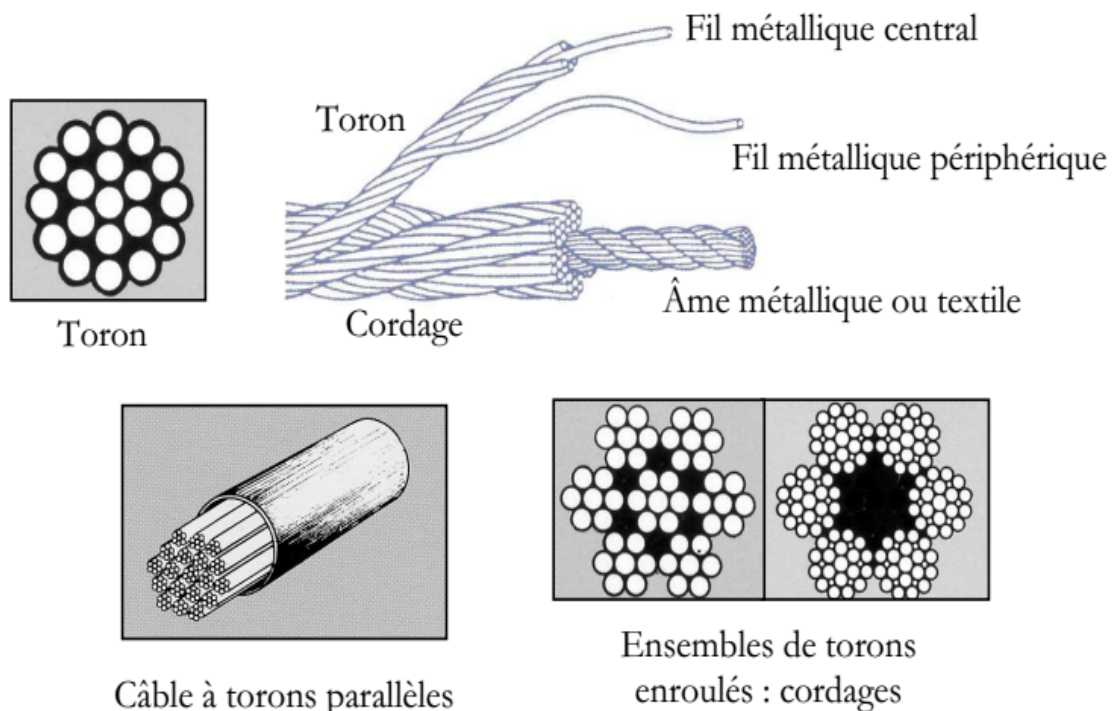 Fil métallique central
Toron
Fil métallique périphérique
Âme métallique ou textile
Cordage
Toron
Câble à torons parallèles
Ensembles de torons
enroulés : cordages